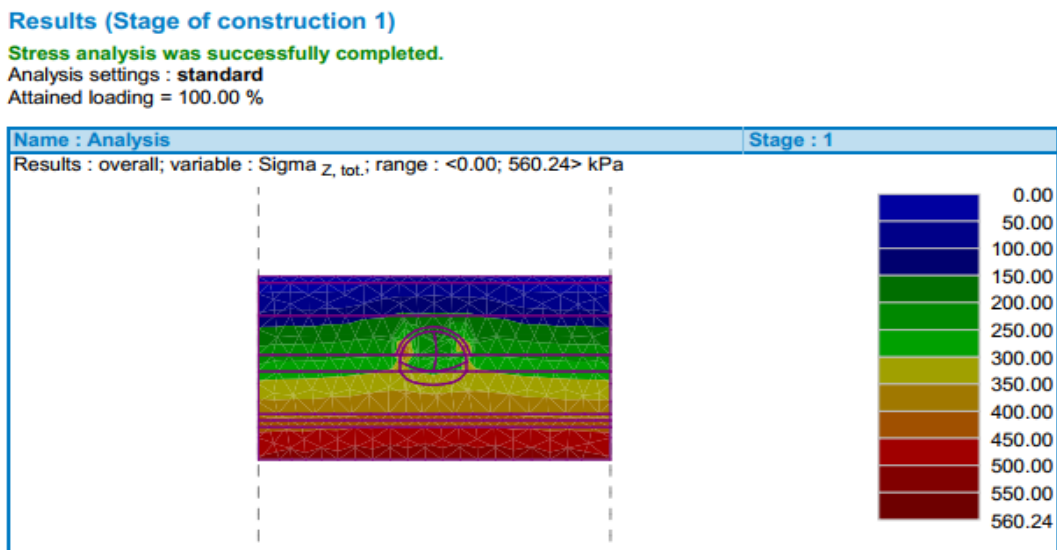 Results (Stage of construction 1)
Stress analysis was successfully completed.
Analysis settings : standard
Attained loading = 100.00 %
Name : Analysis Stage : 1
Results : overall; variable : Sigma Z, tot.; range : <0.00; 560.24> kPa
0.00
50.00
100.00
150.00
200.00
250.00
300.00
350.00
400.00
450.00
500.00
550.00
560.24